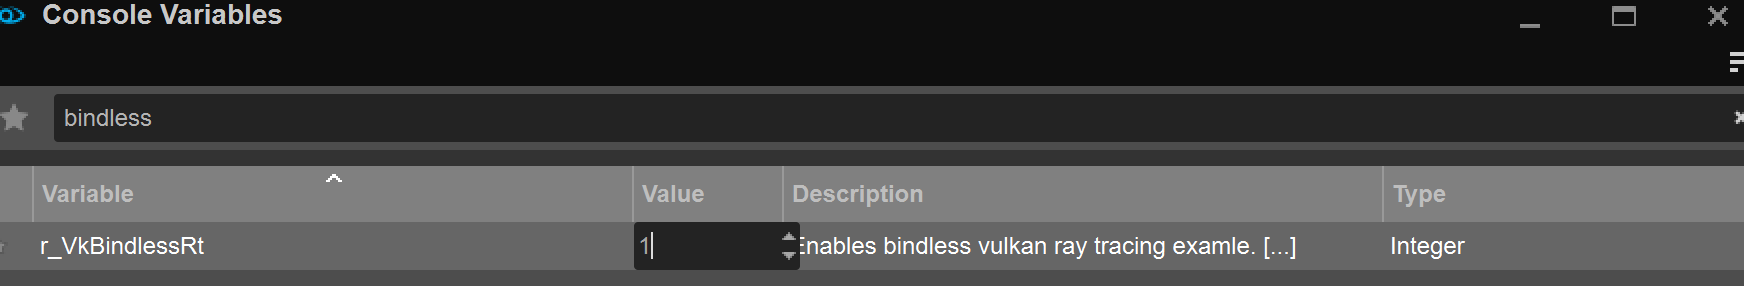 Console Variables
bindless
Variable Value Description Type
r_VkBindlessRt 1 Enables bindless vulkan ray tracing examle. [...] Integer